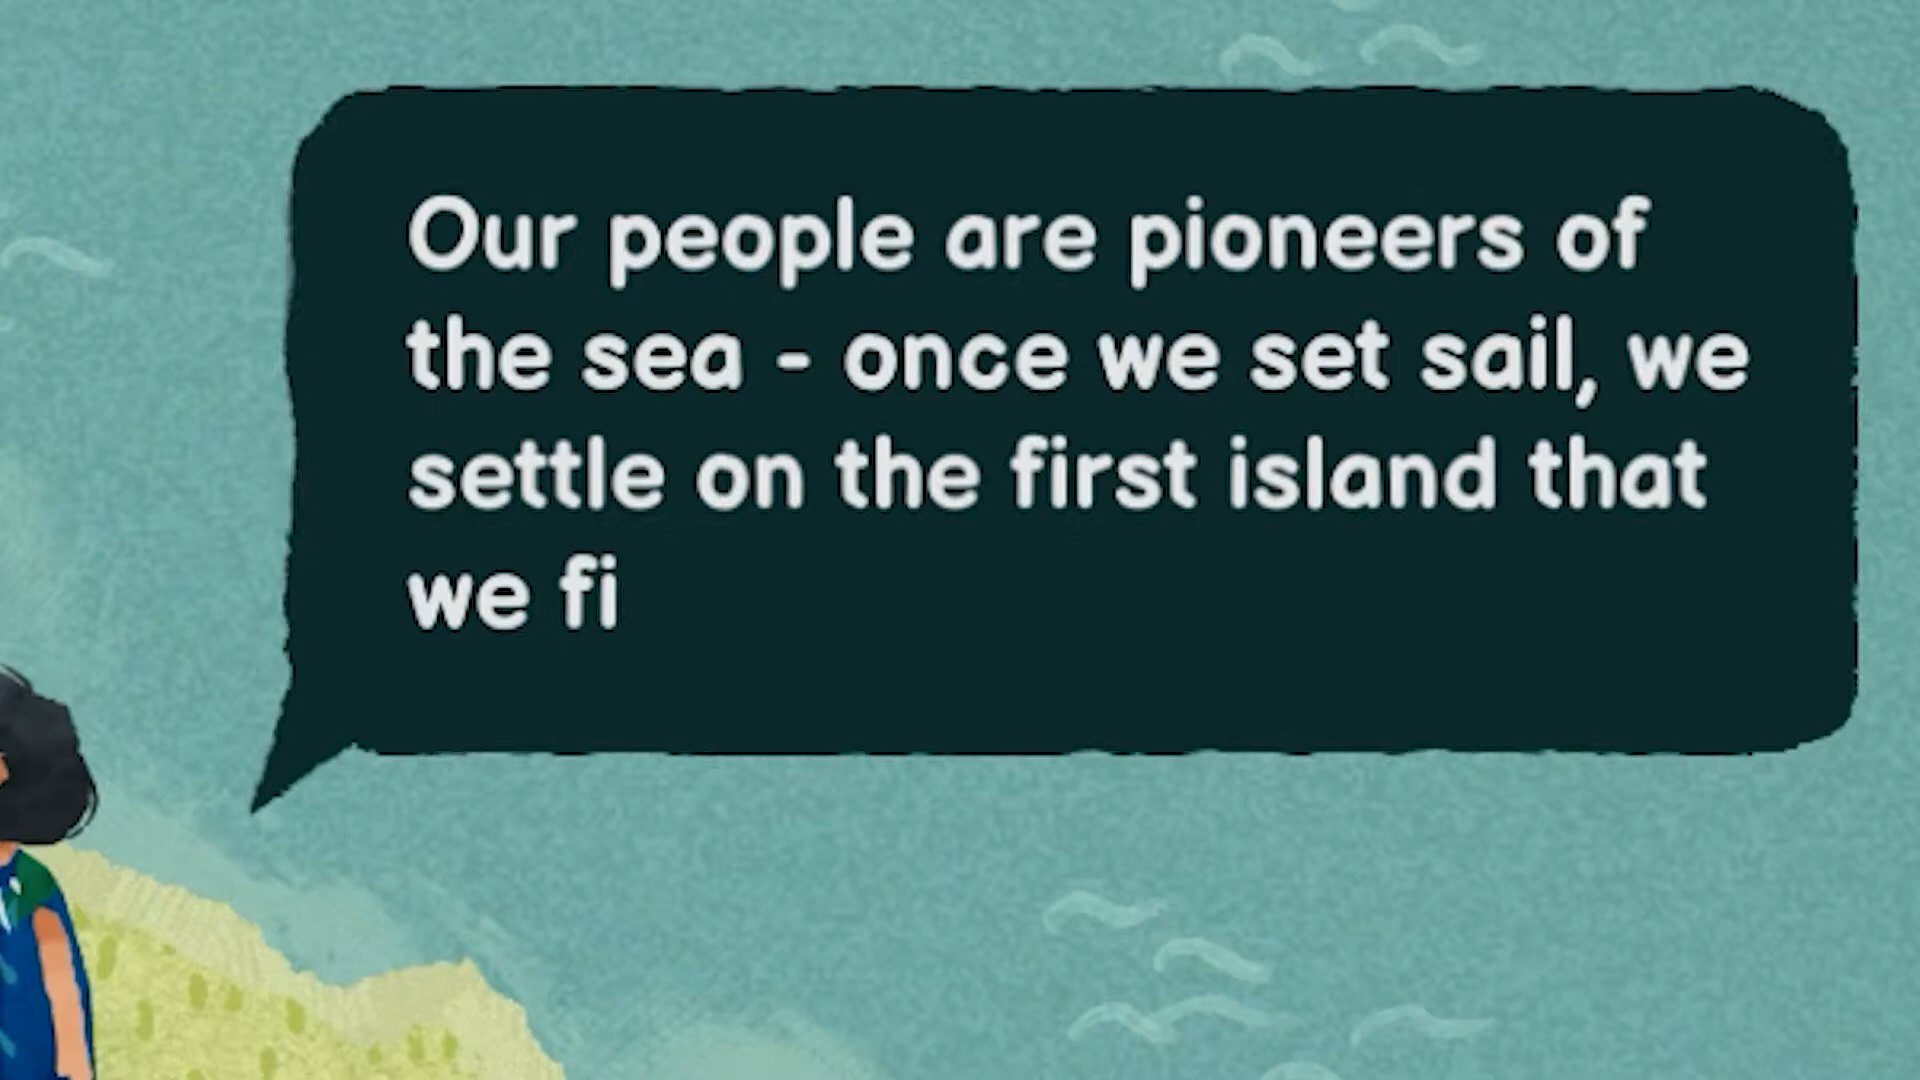 Our people are pioneers of
the sea - once we set sail, we
settle on the first island that
we fi